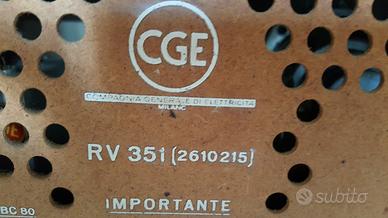 CGE
COMPAGNIA GENERALE DI ELETTRICITÀ
MILANO
RV 351 (2610215)
BC 80
IMPORTANTE
subito